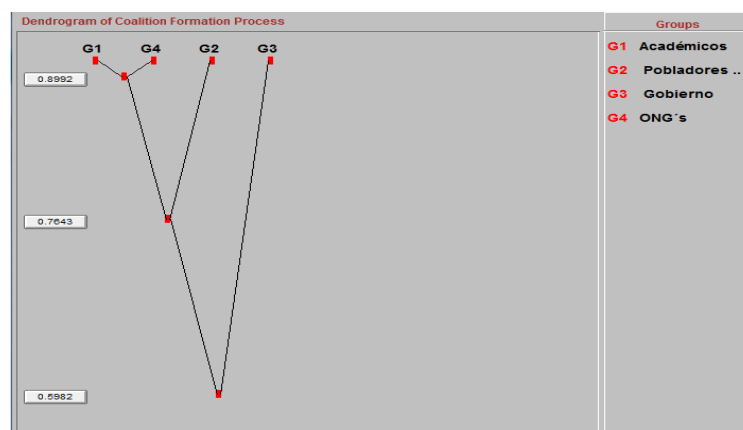 Dendrogram of Coalition Formation Process
G1 G4 G2 G3
0.8992
0.7643
0.5982
Groups
G1 Académicos
G2 Pobladores ..
G3 Gobierno
G4 ONG´s